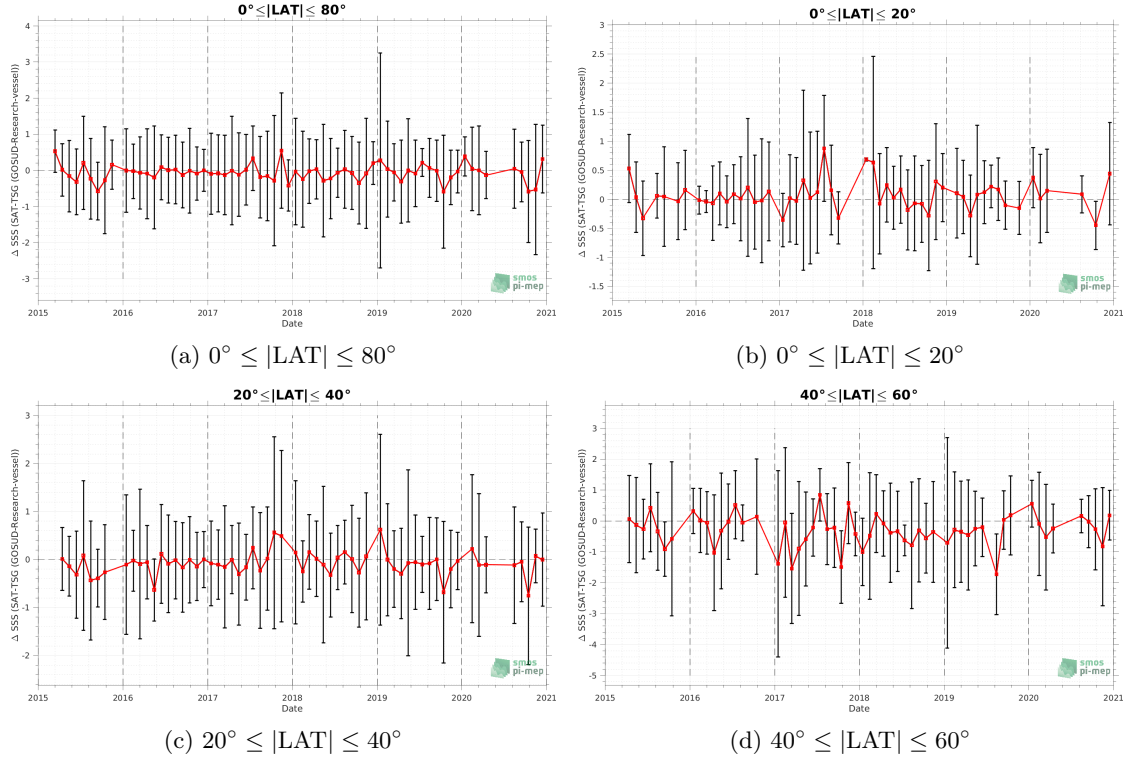 0°≤|LAT|≤ 80°
Δ SSS (SAT-TSG (GOSUD-Research-vessel))
4
3
2
1
0
-1
-2
-3
2015 2016 2017 2018 2019 2020 2021
Date
smos
pi-mep
(a) 0° ≤ |LAT| ≤ 80°
0°≤|LAT|≤ 20°
Δ SSS (SAT-TSG (GOSUD-Research-vessel))
3
2.5
2
1.5
1
0.5
0
-0.5
-1
-1.5
2015 2016 2017 2018 2019 2020 2021
Date
smos
pi-mep
(b) 0° ≤ |LAT| ≤ 20°
20°≤|LAT|≤ 40°
Δ SSS (SAT-TSG (GOSUD-Research-vessel))
3
2
1
0
-1
-2
2015 2016 2017 2018 2019 2020 2021
Date
smos
pi-mep
(c) 20° ≤ |LAT| ≤ 40°
40°≤|LAT|≤ 60°
Δ SSS (SAT-TSG (GOSUD-Research-vessel))
3
2
1
0
-1
-2
-3
-4
-5
2015 2016 2017 2018 2019 2020 2021
Date
smos
pi-mep
(d) 40° ≤ |LAT| ≤ 60°